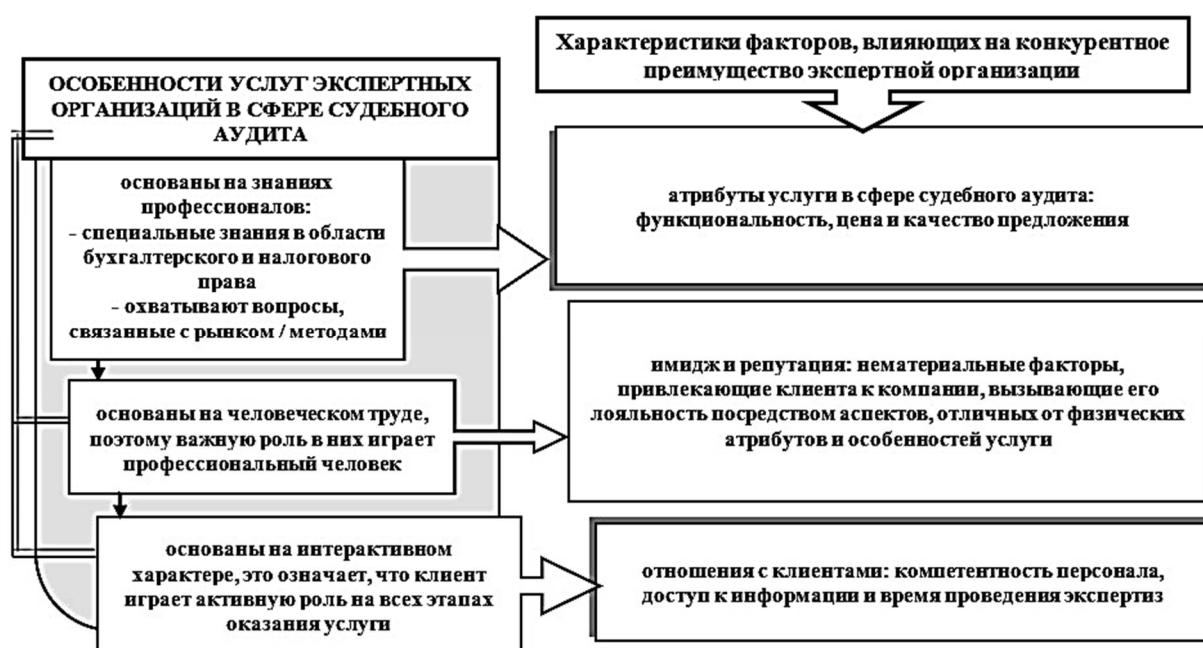 Характеристики факторов, влияющих на конкурентное
преимущество экспертной организации
ОСОБЕННОСТИ УСЛУГ ЭКСПЕРТНЫХ
ОРГАНИЗАЦИЙ В СФЕРЕ СУДЕБНОГО
АУДИТА
основаны на знаниях
профессионалов:
- специальные знания в области
бухгалтерского и налогового
права
- охватывают вопросы,
связанные с рынком / методами
атрибуты услуги в сфере судебного аудита:
функциональность, цена и качество предложения
основаны на человеческом труде,
поэтому важную роль в них играет
профессиональный человек
имидж и репутация: нематериальные факторы,
привлекающие клиента к компании, вызывающие его
лояльность посредством аспектов, отличных от физических
атрибутов и особенностей услуги
основаны на интерактивном
характере, это означает, что клиент
играет активную роль на всех этапах
оказания услуги
отношения с клиентами: компетентность персонала,
доступ к информации и время проведения экспертиз